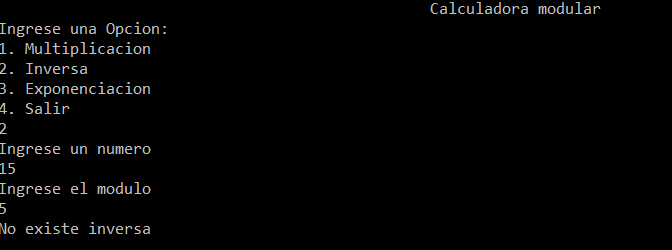 Calculadora modular
Ingrese una Opcion:
1. Multiplicacion
2. Inversa
3. Exponenciacion
4. Salir
2
Ingrese un numero
15
Ingrese el modulo
5
No existe inversa